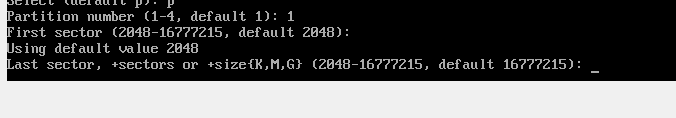 Select (default p): p
Partition number (1-4, default 1): 1
First sector (2048-16777215, default 2048):
Using default value 2048
Last sector, +sectors or +size{K,M,G} (2048-16777215, default 16777215): _